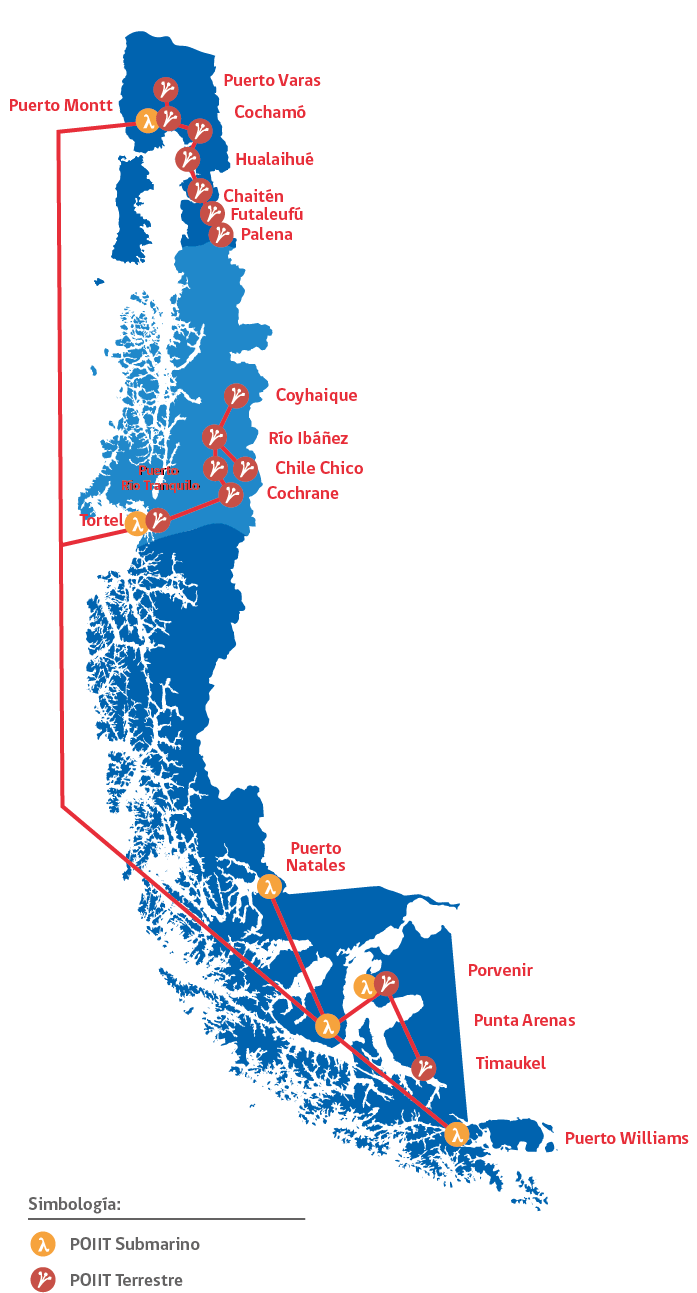 Puerto Varas
Puerto Montt
Cochamó
Hualaihué
Chaitén
Futaleufú
Palena
Coyhaique
Río Ibáñez
Puerto
Río Tranquilo
Chile Chico
Cochrane
Tortel
λ
Puerto
Natales
Porvenir
Punta Arenas
Timaukel
Puerto Williams
Simbología:
λ POIIT Submarino
POIIT Terrestre